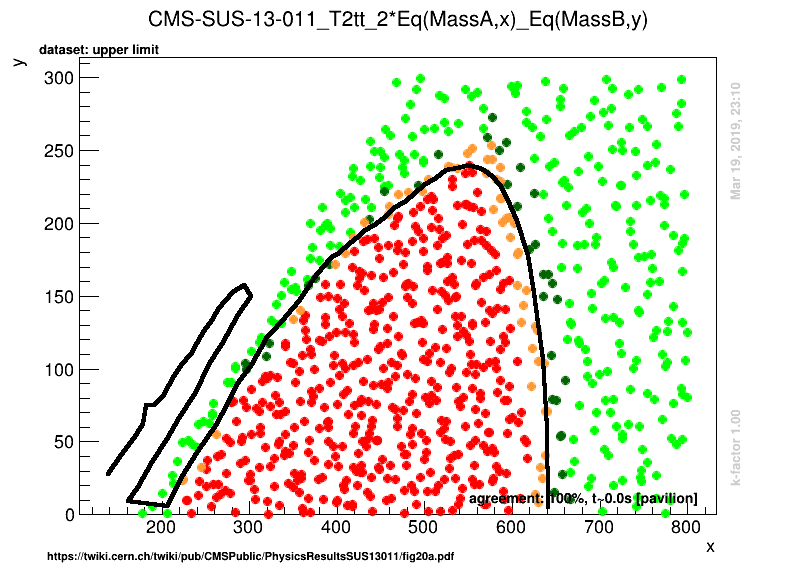 CMS-SUS-13-011_T2tt_2*Eq(MassA,x)_Eq(MassB,y)
dataset: upper limit
y
300
250
200
150
100
50
0
200 300 400 500 600 700 800
x
agreement: 100%, t~0.0s [pavilion]
Mar 19, 2019, 23:10
k-factor 1.00
https://twiki.cern.ch/twiki/pub/CMSPublic/PhysicsResultsSUS13011/fig20a.pdf